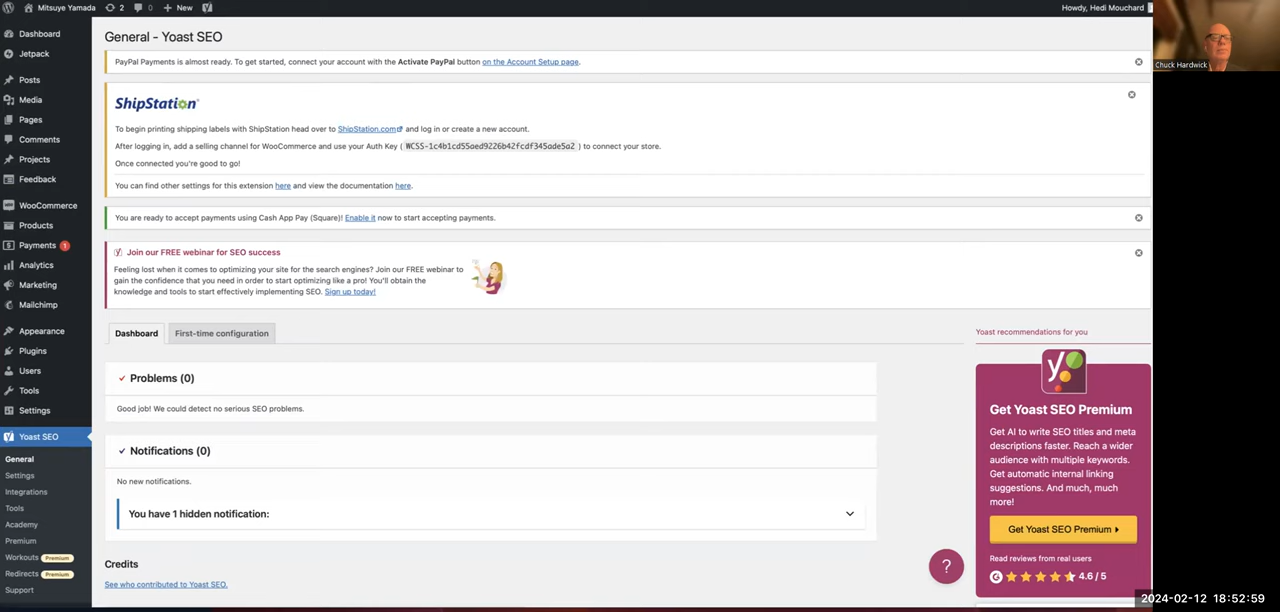 Mitsuye Yamada 2 0 New
Howdy, Hedi Mouchard
Chuck Hardwick
Dashboard
Jetpack
Posts
Media
Pages
Comments
Projects
Feedback
WooCommerce
Products
Payments 1
Analytics
Marketing
Mailchimp
Appearance
Plugins
Users
Tools
Settings
Yoast SEO
General
Settings
Integrations
Tools
Academy
Premium
Workouts Premium
Redirects Premium
Support
General - Yoast SEO
PayPal Payments is almost ready. To get started, connect your account with the Activate PayPal button on the Account Setup page.
ShipStation
To begin printing shipping labels with ShipStation head over to ShipStation.com and log in or create a new account.
After logging in, add a selling channel for WooCommerce and use your Auth Key ( WCSS-1c4b1cd55aed9226b42fcdf345ade5a2 ) to connect your store.
Once connected you're good to go!
You can find other settings for this extension here and view the documentation here.
You are ready to accept payments using Cash App Pay (Square)! Enable it now to start accepting payments.
Join our FREE webinar for SEO success
Feeling lost when it comes to optimizing your site for the search engines? Join our FREE webinar to
gain the confidence that you need in order to start optimizing like a pro! You'll obtain the
knowledge and tools to start effectively implementing SEO. Sign up today!
Dashboard First-time configuration
Problems (0)
Good job! We could detect no serious SEO problems.
Notifications (0)
No new notifications.
You have 1 hidden notification:
Credits
See who contributed to Yoast SEO.
Yoast recommendations for you
y
Get Yoast SEO Premium
Get AI to write SEO titles and meta
descriptions faster. Reach a wider
audience with multiple keywords.
Get automatic internal linking
suggestions. And much, much
more!
Get Yoast SEO Premium
Read reviews from real users
4.6 / 5
?
2024-02-12 18:52:59